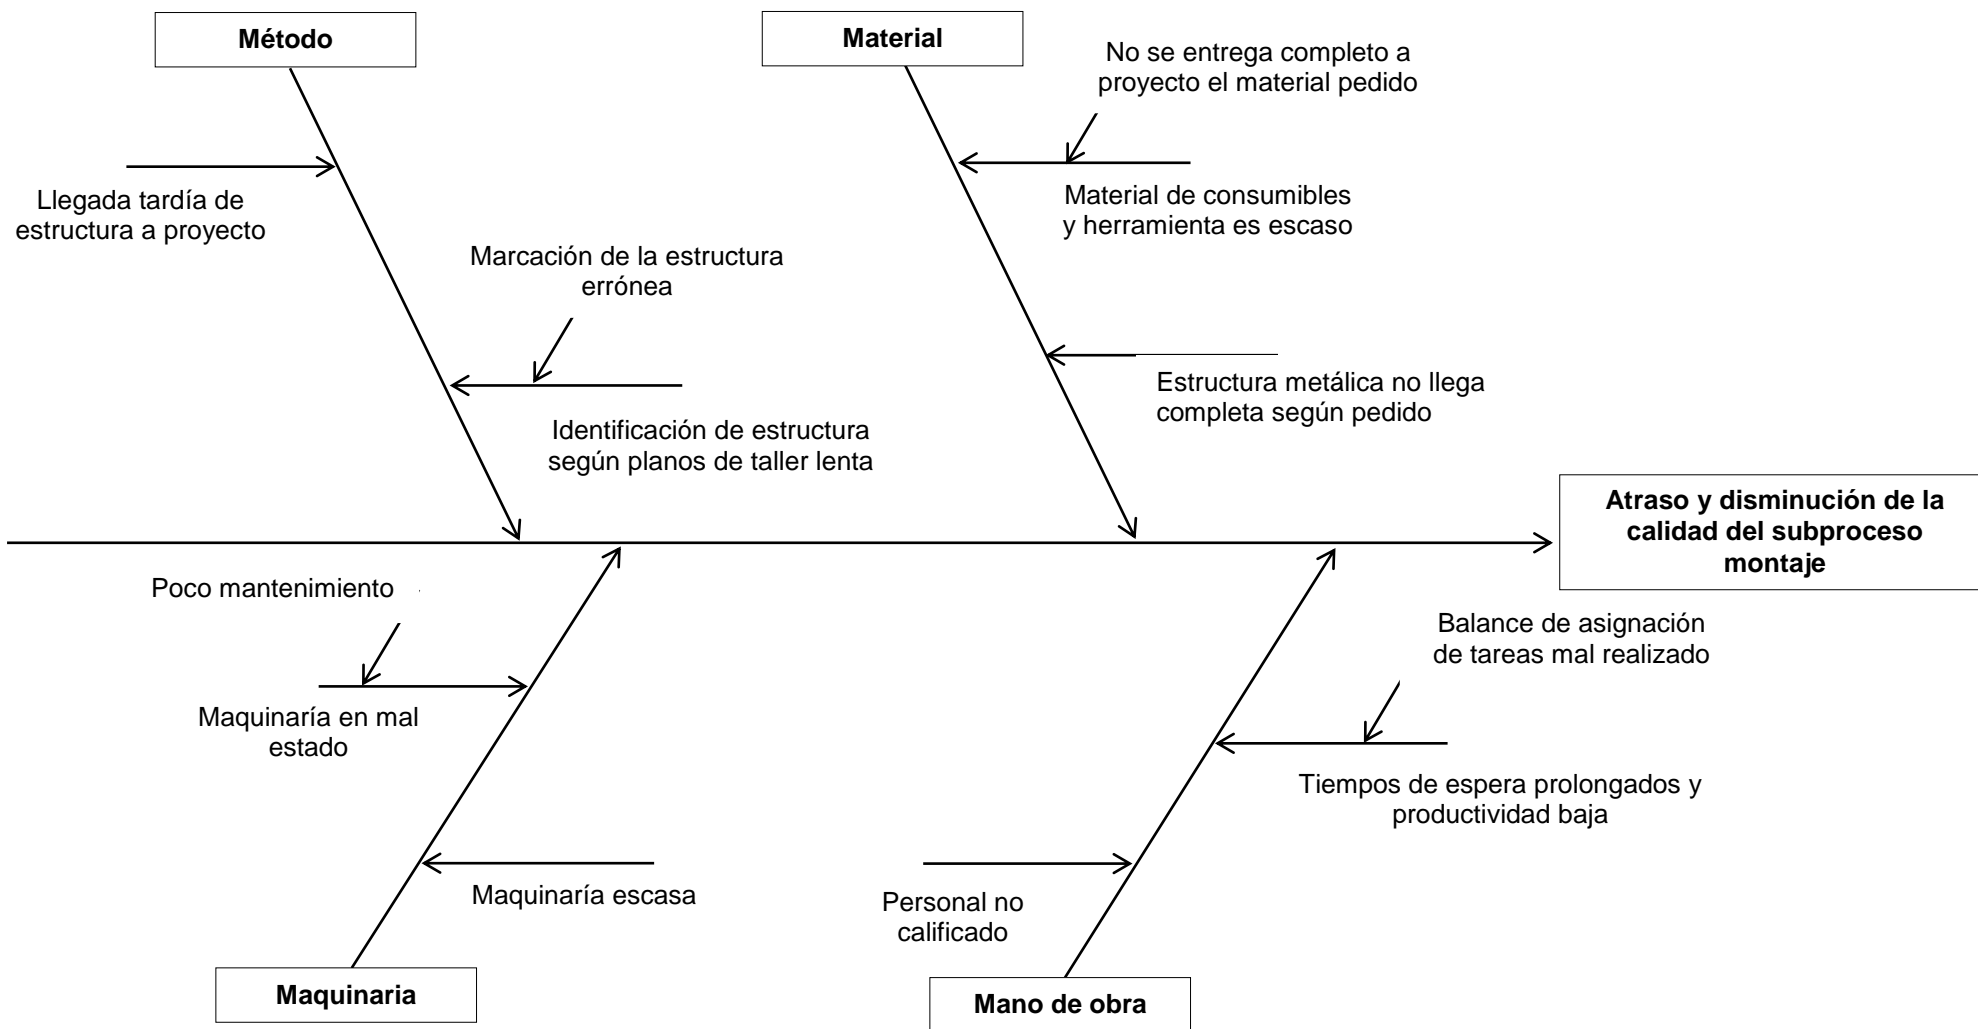 Método
Material
No se entrega completo a
proyecto el material pedido
Llegada tardía de
estructura a proyecto
Material de consumibles
y herramienta es escaso
Marcación de la estructura
errónea
Estructura metálica no llega
completa según pedido
Identificación de estructura
según planos de taller lenta
Atraso y disminución de la
calidad del subproceso
montaje
Poco mantenimiento
Balance de asignación
de tareas mal realizado
Maquinaría en mal
estado
Tiempos de espera prolongados y
productividad baja
Maquinaría escasa
Personal no
calificado
Maquinaria
Mano de obra